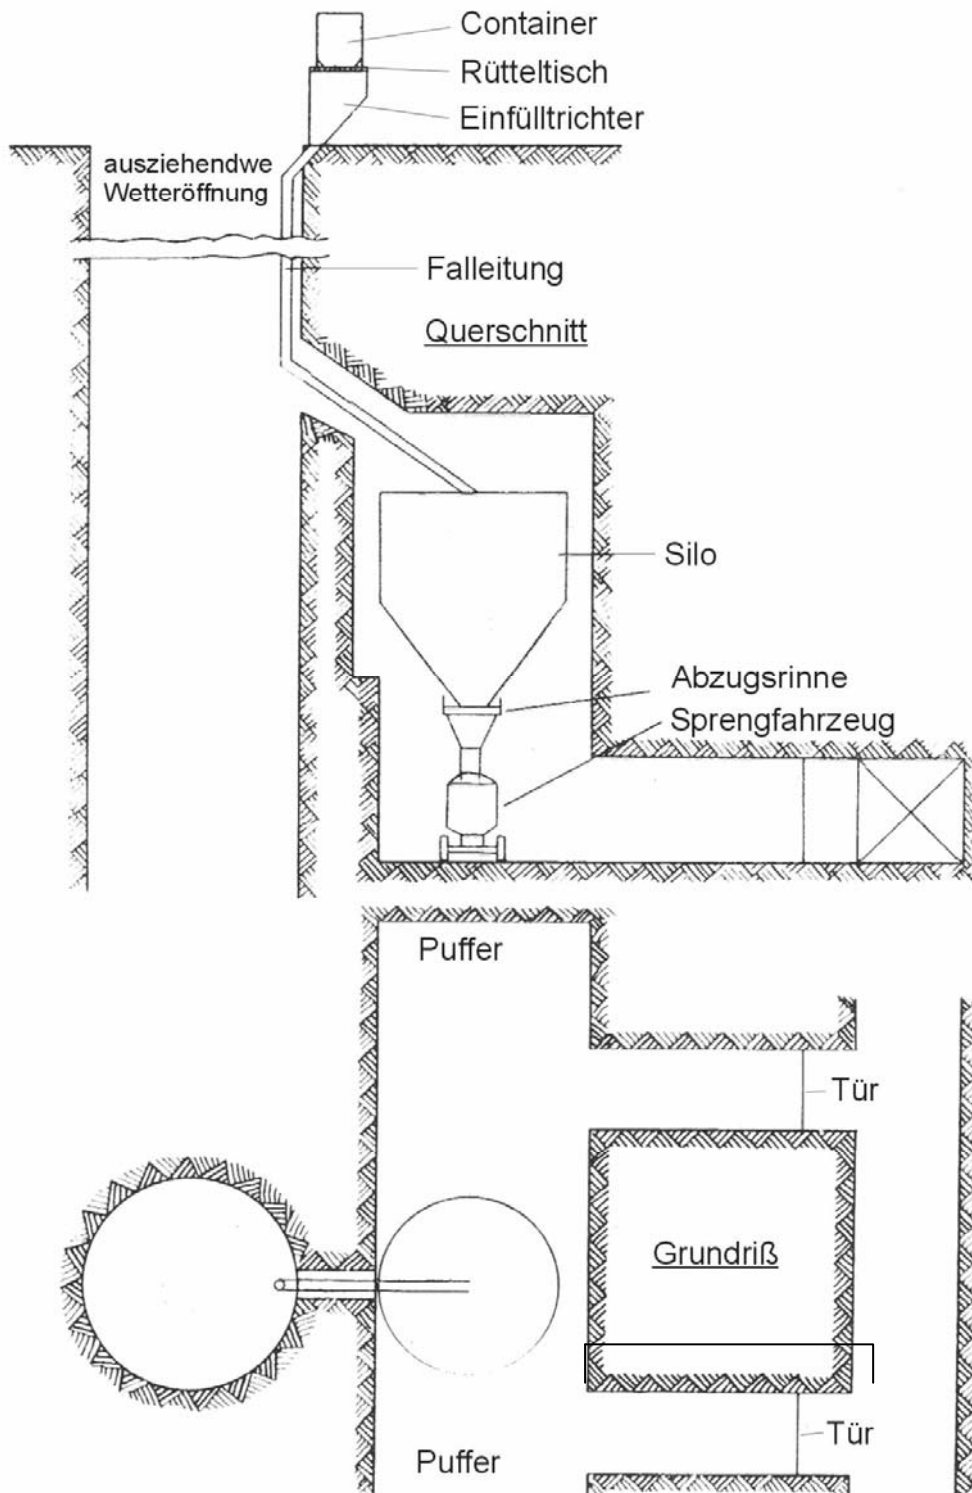 Container
Rütteltisch
Einfülltrichter
ausziehendwe
Wetteröffnung
Falleitung
Querschnitt
Silo
Abzugsrinne
Sprengfahrzeug
Puffer
Tür
Grundriß
Tür
Puffer